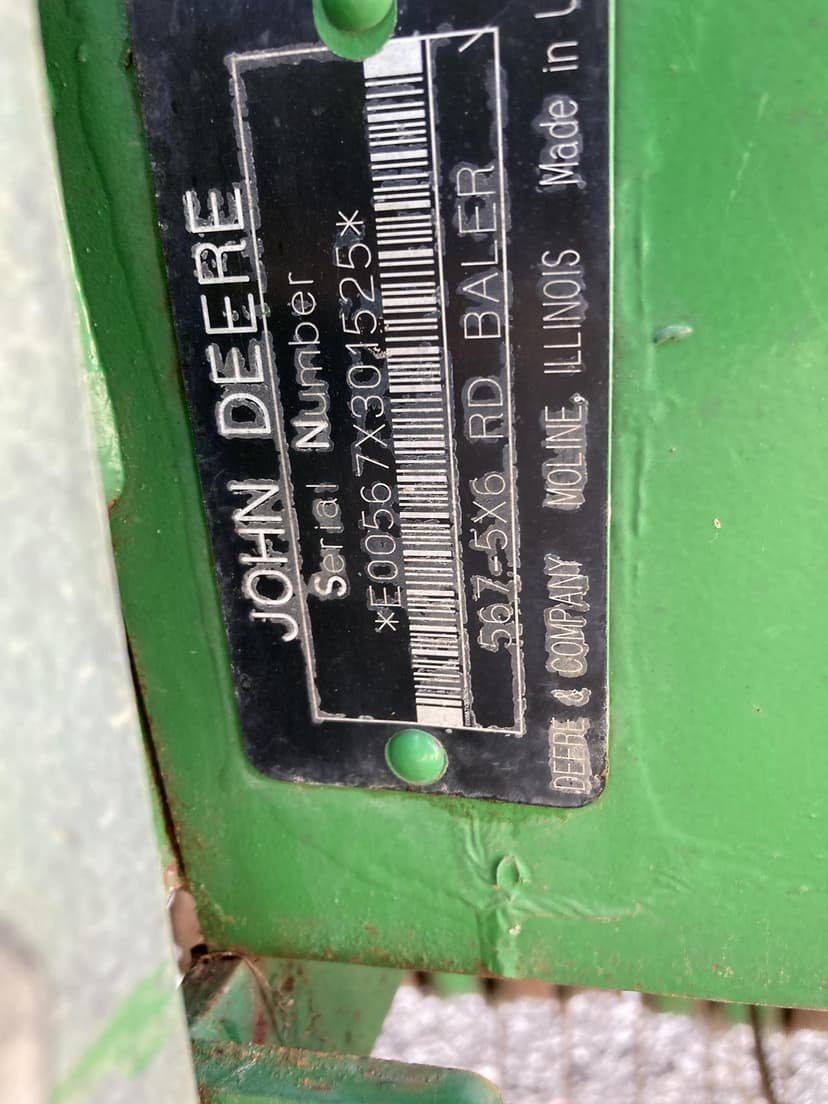 JOHN DEERE
Serial Number
*E00567X301525*
567-5X6 RD BALER
DEERE & COMPANY MOLINE, ILLINOIS Made in U